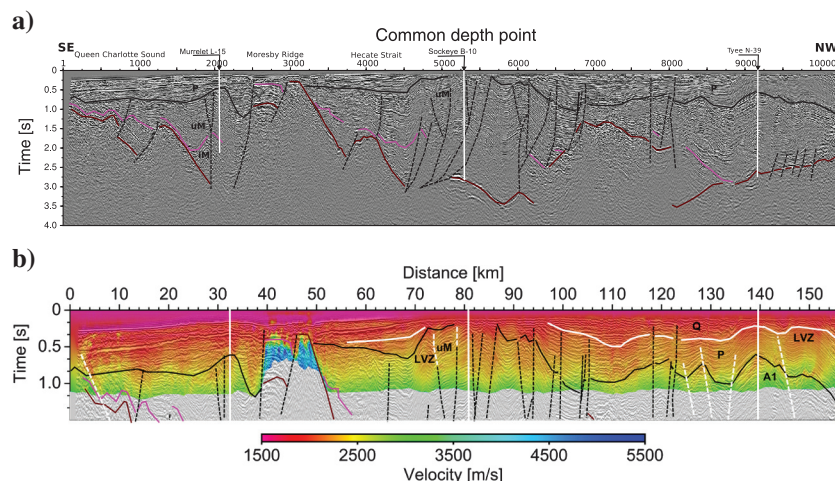 a)
Common depth point
SE NW
Queen Charlotte Sound Murrelet L-15 Moresby Ridge Hecate Strait Sockeye B-10 Tyee N-39
1 1000 2000 3000 4000 5000 6000 7000 8000 9000 10000
Time [s]
0
0.5
1.0
1.5
2.0
2.5
3.0
3.5
4.0
P uM P
uM
lM
b)
Distance [km]
0 10 20 30 40 50 60 70 80 90 100 110 120 130 140 150
Time [s]
0
0.5
1.0
Q LVZ
uM
LVZ P
A1
1500 2500 3500 4500 5500
Velocity [m/s]